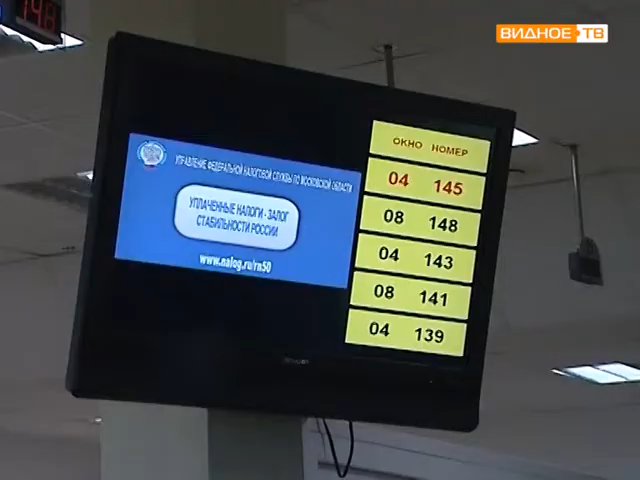 148
ВИДНОЕ ТВ
УПРАВЛЕНИЕ ФЕДЕРАЛЬНОЙ НАЛОГОВОЙ СЛУЖБЫ ПО МОСКОВСКОЙ ОБЛАСТИ
УПЛАЧЕННЫЕ НАЛОГИ - ЗАЛОГ
СТАБИЛЬНОСТИ РОССИИ
www.nalog.ru/rn50
ОКНО НОМЕР
04 145
08 148
04 143
08 141
04 139